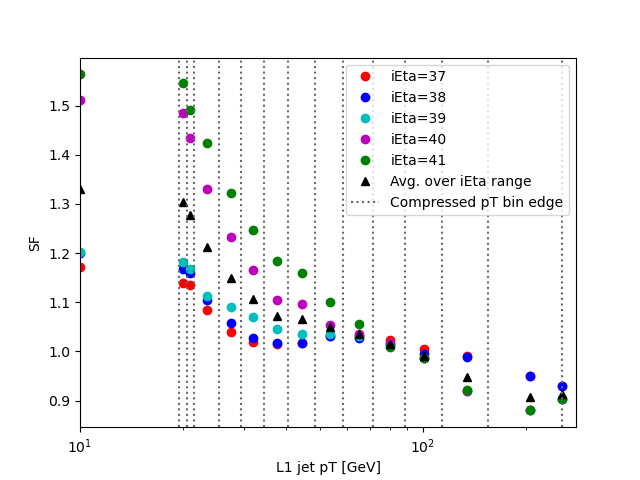 iEta=37
iEta=38
iEta=39
iEta=40
iEta=41
Avg. over iEta range
Compressed pT bin edge
SF
1.5
1.4
1.3
1.2
1.1
1.0
0.9
10¹
10²
L1 jet pT [GeV]